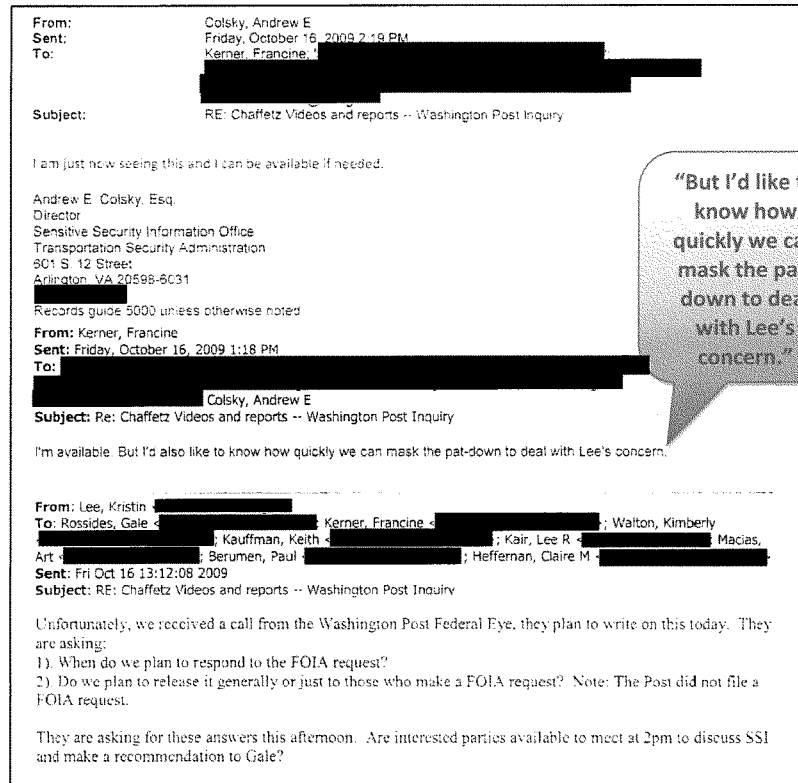 From: Colsky, Andrew E
Sent: Friday, October 16, 2009 2:19 PM
To: Kerner, Francine;
Subject: RE: Chaffetz Videos and reports -- Washington Post Inquiry
I am just now seeing this and I can be available if needed.
Andrew E. Colsky, Esq.
Director
Sensitive Security Information Office
Transportation Security Administration
601 S. 12 Street
Arlington, VA 20598-6031
Records guide 5000 unless otherwise noted
From: Kerner, Francine
Sent: Friday, October 16, 2009 1:18 PM
To:
Colsky, Andrew E
Subject: Re: Chaffetz Videos and reports -- Washington Post Inquiry
I'm available. But I'd also like to know how quickly we can mask the pat-down to deal with Lee's concern.
From: Lee, Kristin <
To: Rossides, Gale < ; Kerner, Francine < ; Walton, Kimberly
< ; Kauffman, Keith < ; Kair, Lee R < Macias,
Art < ; Berumen, Paul < ; Heffernan, Claire M <
Sent: Fri Oct 16 13:12:08 2009
Subject: RE: Chaffetz Videos and reports -- Washington Post Inquiry
Unfortunately, we received a call from the Washington Post Federal Eye, they plan to write on this today. They
are asking:
1). When do we plan to respond to the FOIA request?
2). Do we plan to release it generally or just to those who make a FOIA request? Note: The Post did not file a
FOIA request.
They are asking for these answers this afternoon. Are interested parties available to meet at 2pm to discuss SSI
and make a recommendation to Gale?
“But I’d like t
know how
quickly we ca
mask the pa
down to dea
with Lee’s
concern.”